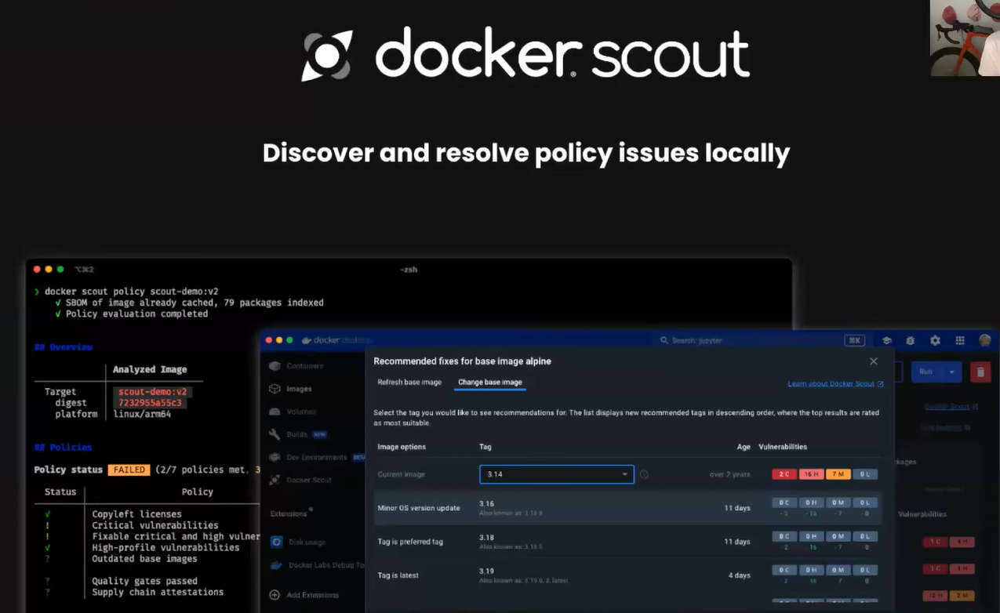 docker scout
Discover and resolve policy issues locally
⌥⌘2
-zsh
❯ docker scout policy scout-demo:v2
✓ SBOM of image already cached, 79 packages indexed
✓ Policy evaluation completed
## Overview
Analyzed Image
Target scout-demo:v2
digest 7232955a55c3
platform linux/arm64
## Policies
Policy status FAILED (2/7 policies met, 3
Status Policy
✓ Copyleft licenses
! Critical vulnerabilities
! Fixable critical and high vulner
✓ High-profile vulnerabilities
? Outdated base images
? Quality gates passed
? Supply chain attestations
docker desktop
Search: jupyter
⌘K
Containers
Images
Volumes
Builds NEW
Dev Environments BETA
Docker Scout
Extensions
Disk usage
Docker Labs Debug To
Add Extensions
Recommended fixes for base image alpine
Refresh base image Change base image
Learn about Docker Scout
Select the tag you would like to see recommendations for. The list displays new recommended tags in descending order, where the top results are rated
as most suitable.
Image options Tag Age Vulnerabilities
Current image 3.14 over 2 years 2 C 16 H 7 M 0 L
Minor OS version update 3.16 11 days 0 C 0 H 0 M 0 L
Also known as: 3.16.8 -2 -16 -7 -0
Tag is preferred tag 3.18 11 days 0 C 0 H 0 M 0 L
Also known as: 3.18.5 2 16 7 0
Tag is latest 3.19 4 days 0 C 0 H 0 M 0 L
Also known as: 3.19.0, 3, latest 2 16 7 0
Run
Docker Scout
kages
Vulnerabilities
1 C 4 H
1 C 1 H
10 H 2 M